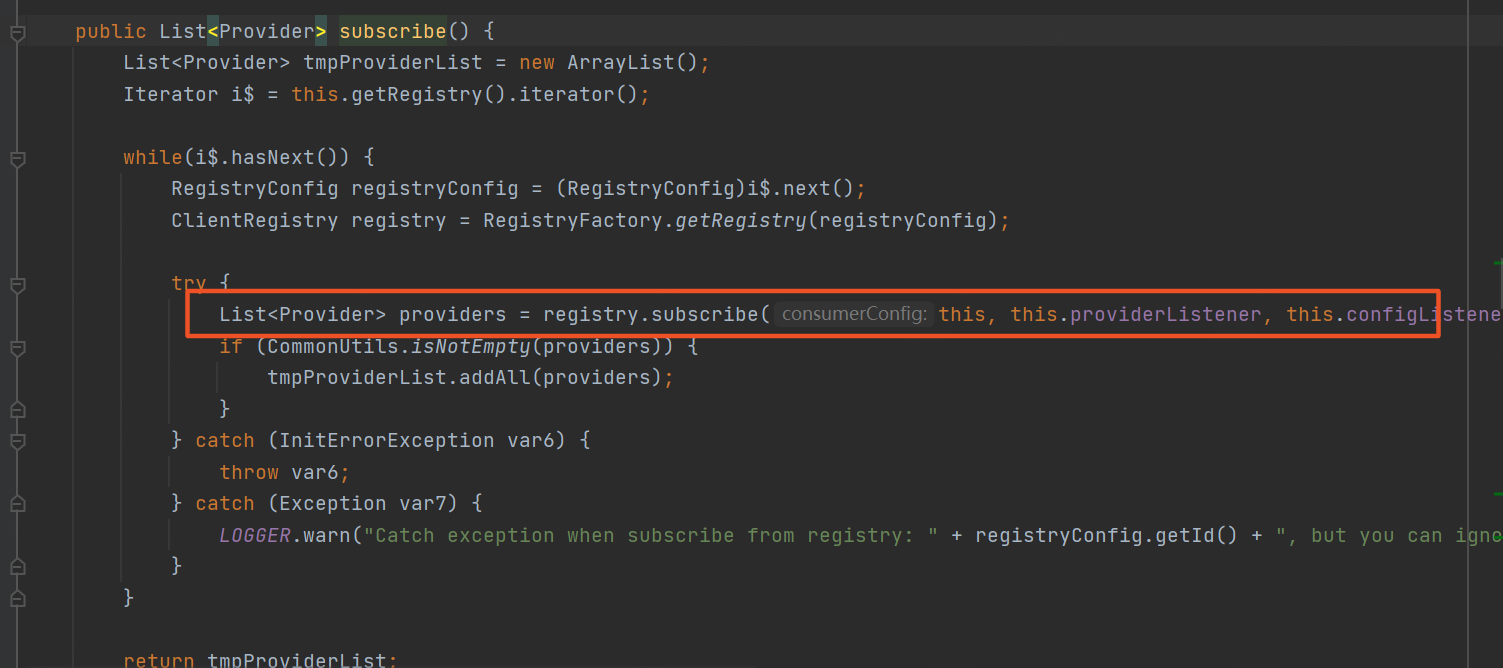 public List<Provider> subscribe() {
List<Provider> tmpProviderList = new ArrayList();
Iterator i$ = this.getRegistry().iterator();
while(i$.hasNext()) {
RegistryConfig registryConfig = (RegistryConfig)i$.next();
ClientRegistry registry = RegistryFactory.getRegistry(registryConfig);
try {
List<Provider> providers = registry.subscribe( consumerConfig: this, this.providerListener, this.configListene
if (CommonUtils.isNotEmpty(providers)) {
tmpProviderList.addAll(providers);
}
} catch (InitErrorException var6) {
throw var6;
} catch (Exception var7) {
LOGGER.warn("Catch exception when subscribe from registry: " + registryConfig.getId() + ", but you can igno
}
}
return tmpProviderList;